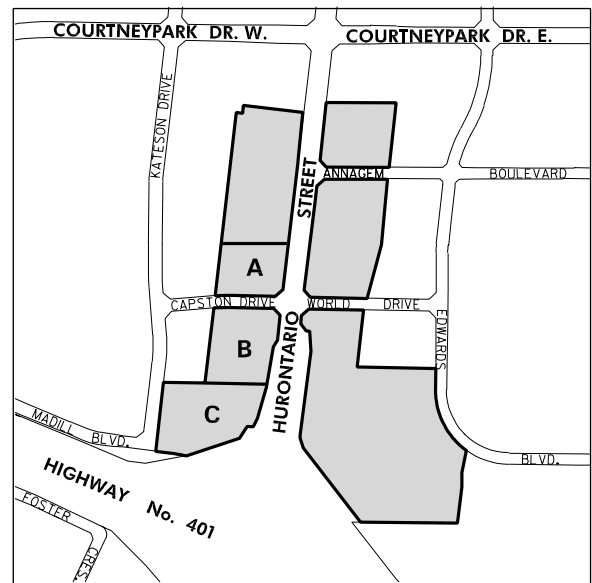 COURTNEYPARK DR. W.
COURTNEYPARK DR. E.
KATESON DRIVE
ANNAGEM
BOULEVARD
STREET
A
CAPSTON DRIVE
WORLD DRIVE
HURONTARIO
EDWARDS
B
C
MADILL BLVD.
BLVD.
HIGHWAY No. 401
FOSTER
CRES.